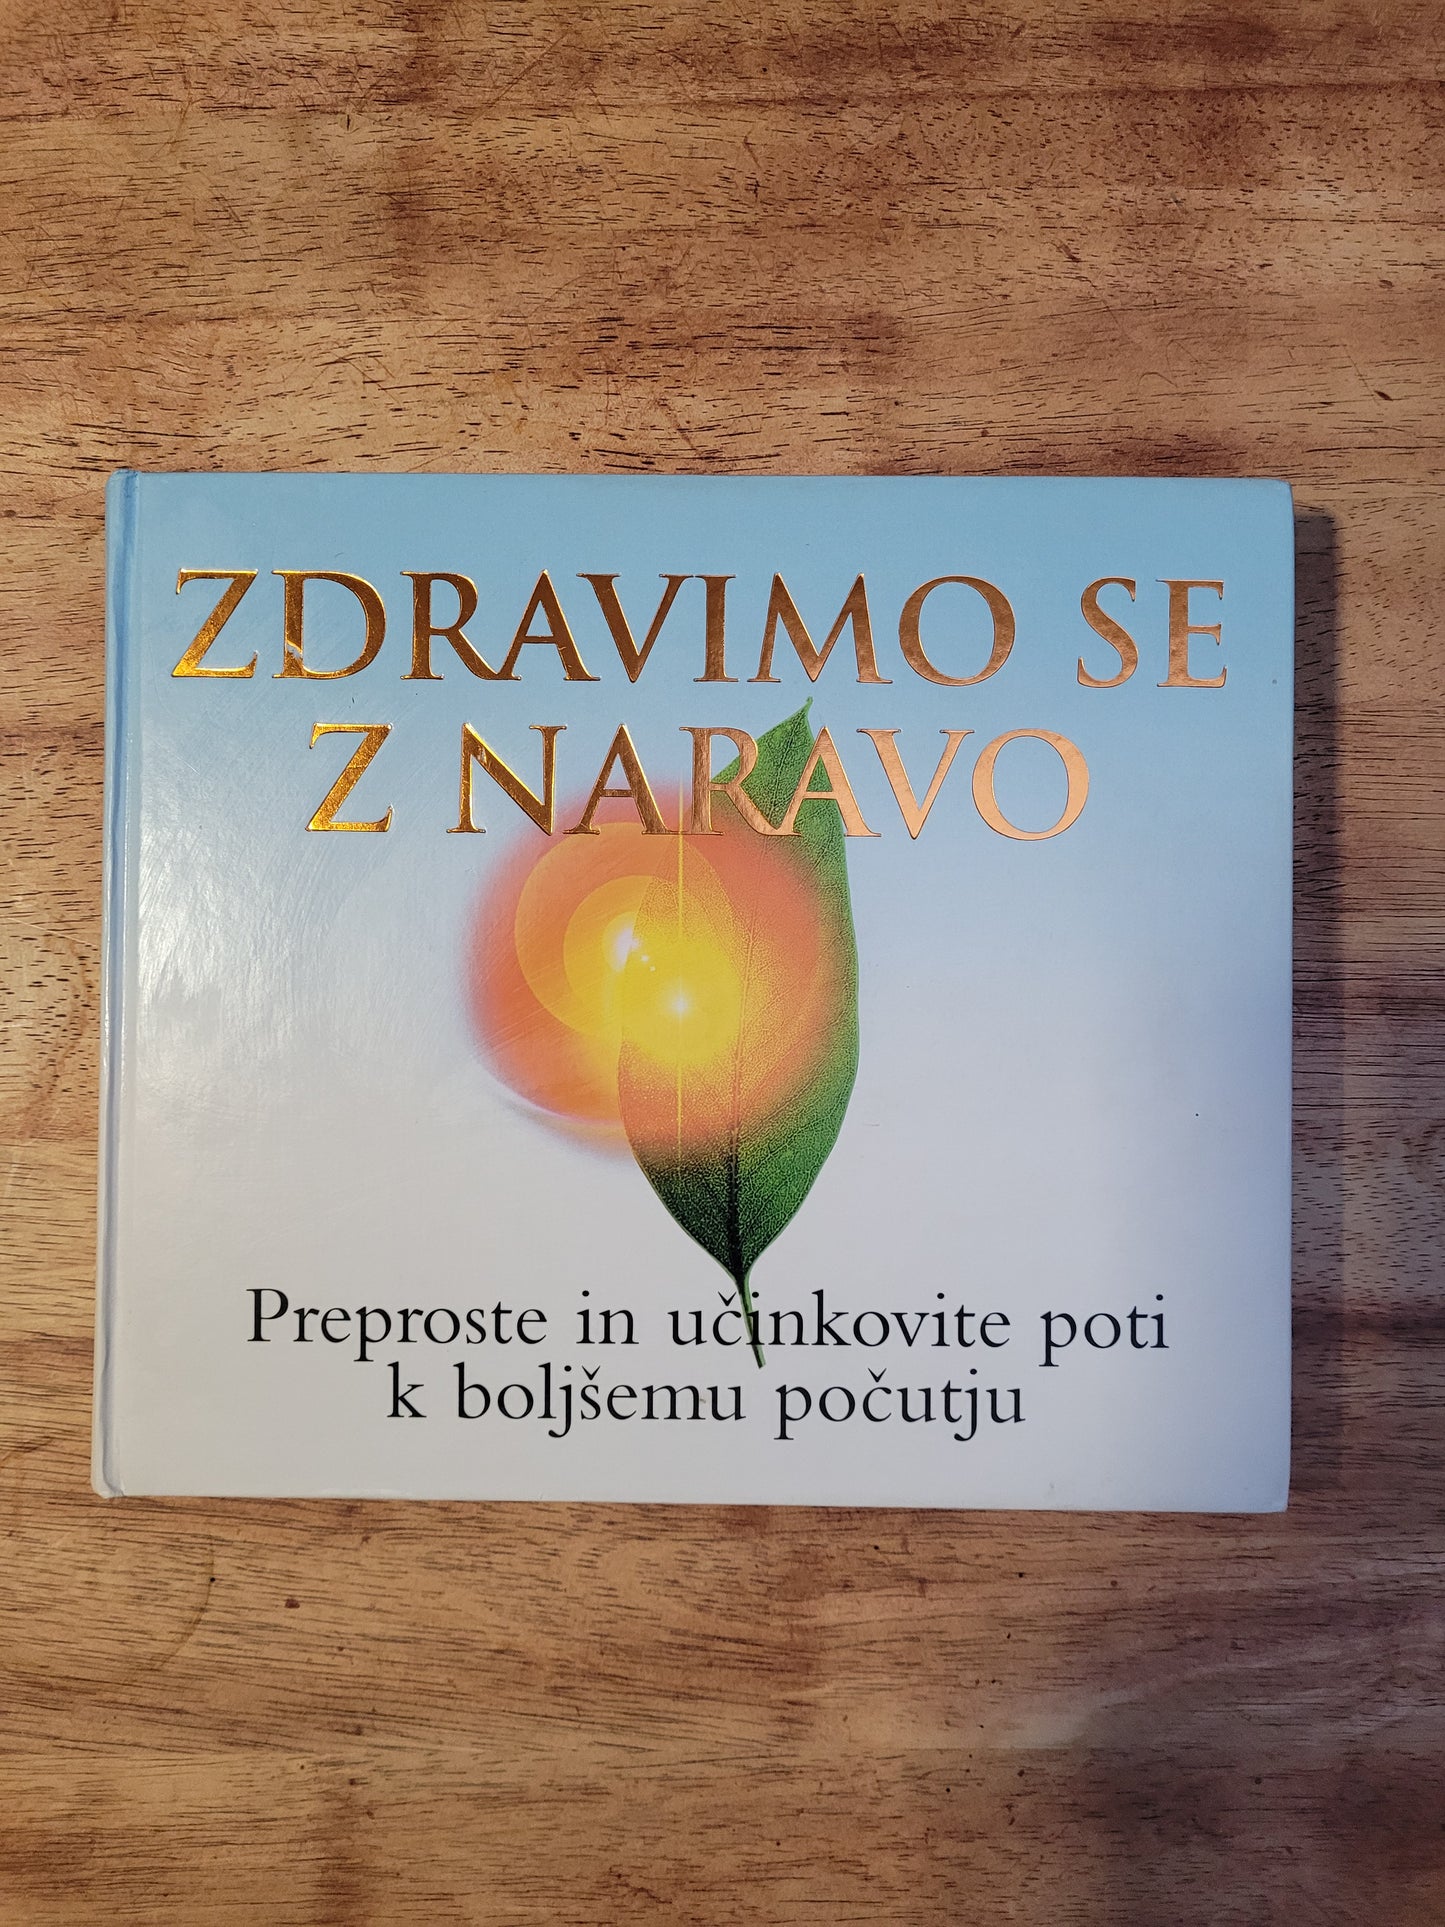 ZDRAVIMO SE
Z NARAVO
Preproste in učinkovite poti
k boljšemu počutju